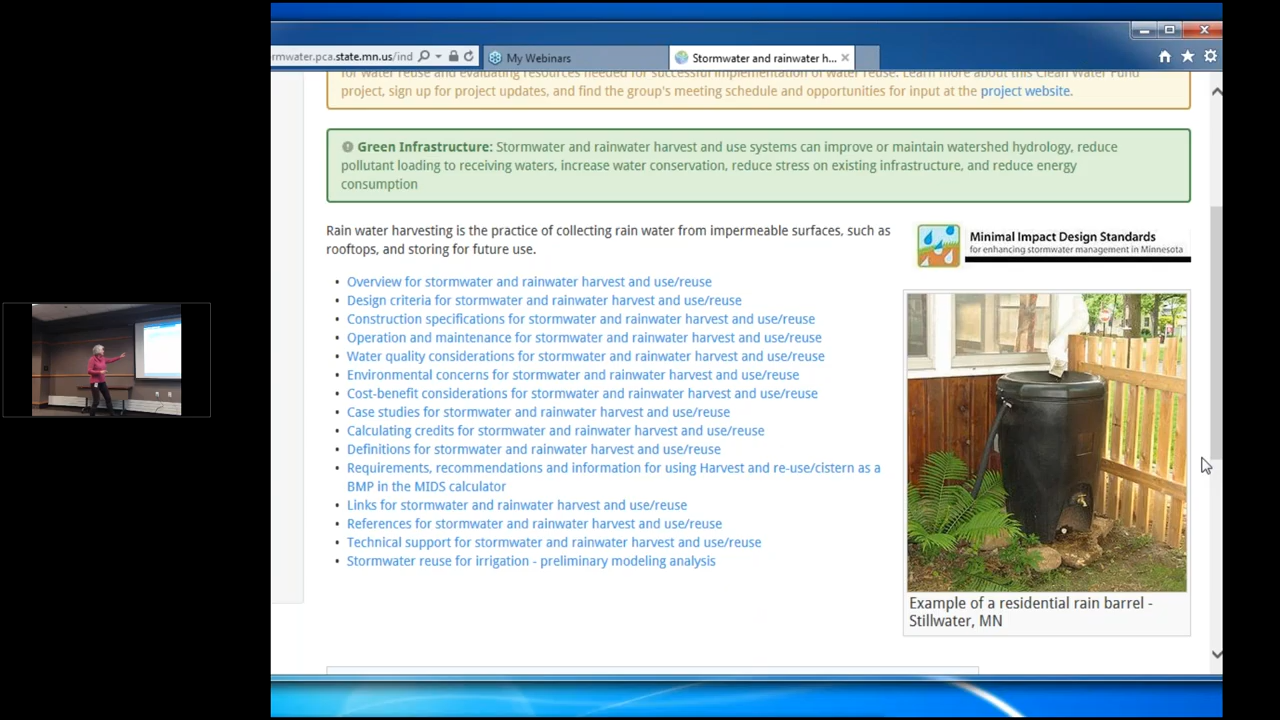 rmwater.pca.state.mn.us/ind
My Webinars
Stormwater and rainwater h...
for water reuse and evaluating resources needed for successful implementation of water reuse. Learn more about this Clean Water Fund
project, sign up for project updates, and find the group's meeting schedule and opportunities for input at the project website.
Green Infrastructure: Stormwater and rainwater harvest and use systems can improve or maintain watershed hydrology, reduce
pollutant loading to receiving waters, increase water conservation, reduce stress on existing infrastructure, and reduce energy
consumption
Rain water harvesting is the practice of collecting rain water from impermeable surfaces, such as
rooftops, and storing for future use.
Minimal Impact Design Standards
for enhancing stormwater management in Minnesota
• Overview for stormwater and rainwater harvest and use/reuse
• Design criteria for stormwater and rainwater harvest and use/reuse
• Construction specifications for stormwater and rainwater harvest and use/reuse
• Operation and maintenance for stormwater and rainwater harvest and use/reuse
• Water quality considerations for stormwater and rainwater harvest and use/reuse
• Environmental concerns for stormwater and rainwater harvest and use/reuse
• Cost-benefit considerations for stormwater and rainwater harvest and use/reuse
• Case studies for stormwater and rainwater harvest and use/reuse
• Calculating credits for stormwater and rainwater harvest and use/reuse
• Definitions for stormwater and rainwater harvest and use/reuse
• Requirements, recommendations and information for using Harvest and re-use/cistern as a
BMP in the MIDS calculator
• Links for stormwater and rainwater harvest and use/reuse
• References for stormwater and rainwater harvest and use/reuse
• Technical support for stormwater and rainwater harvest and use/reuse
• Stormwater reuse for irrigation - preliminary modeling analysis
Example of a residential rain barrel -
Stillwater, MN